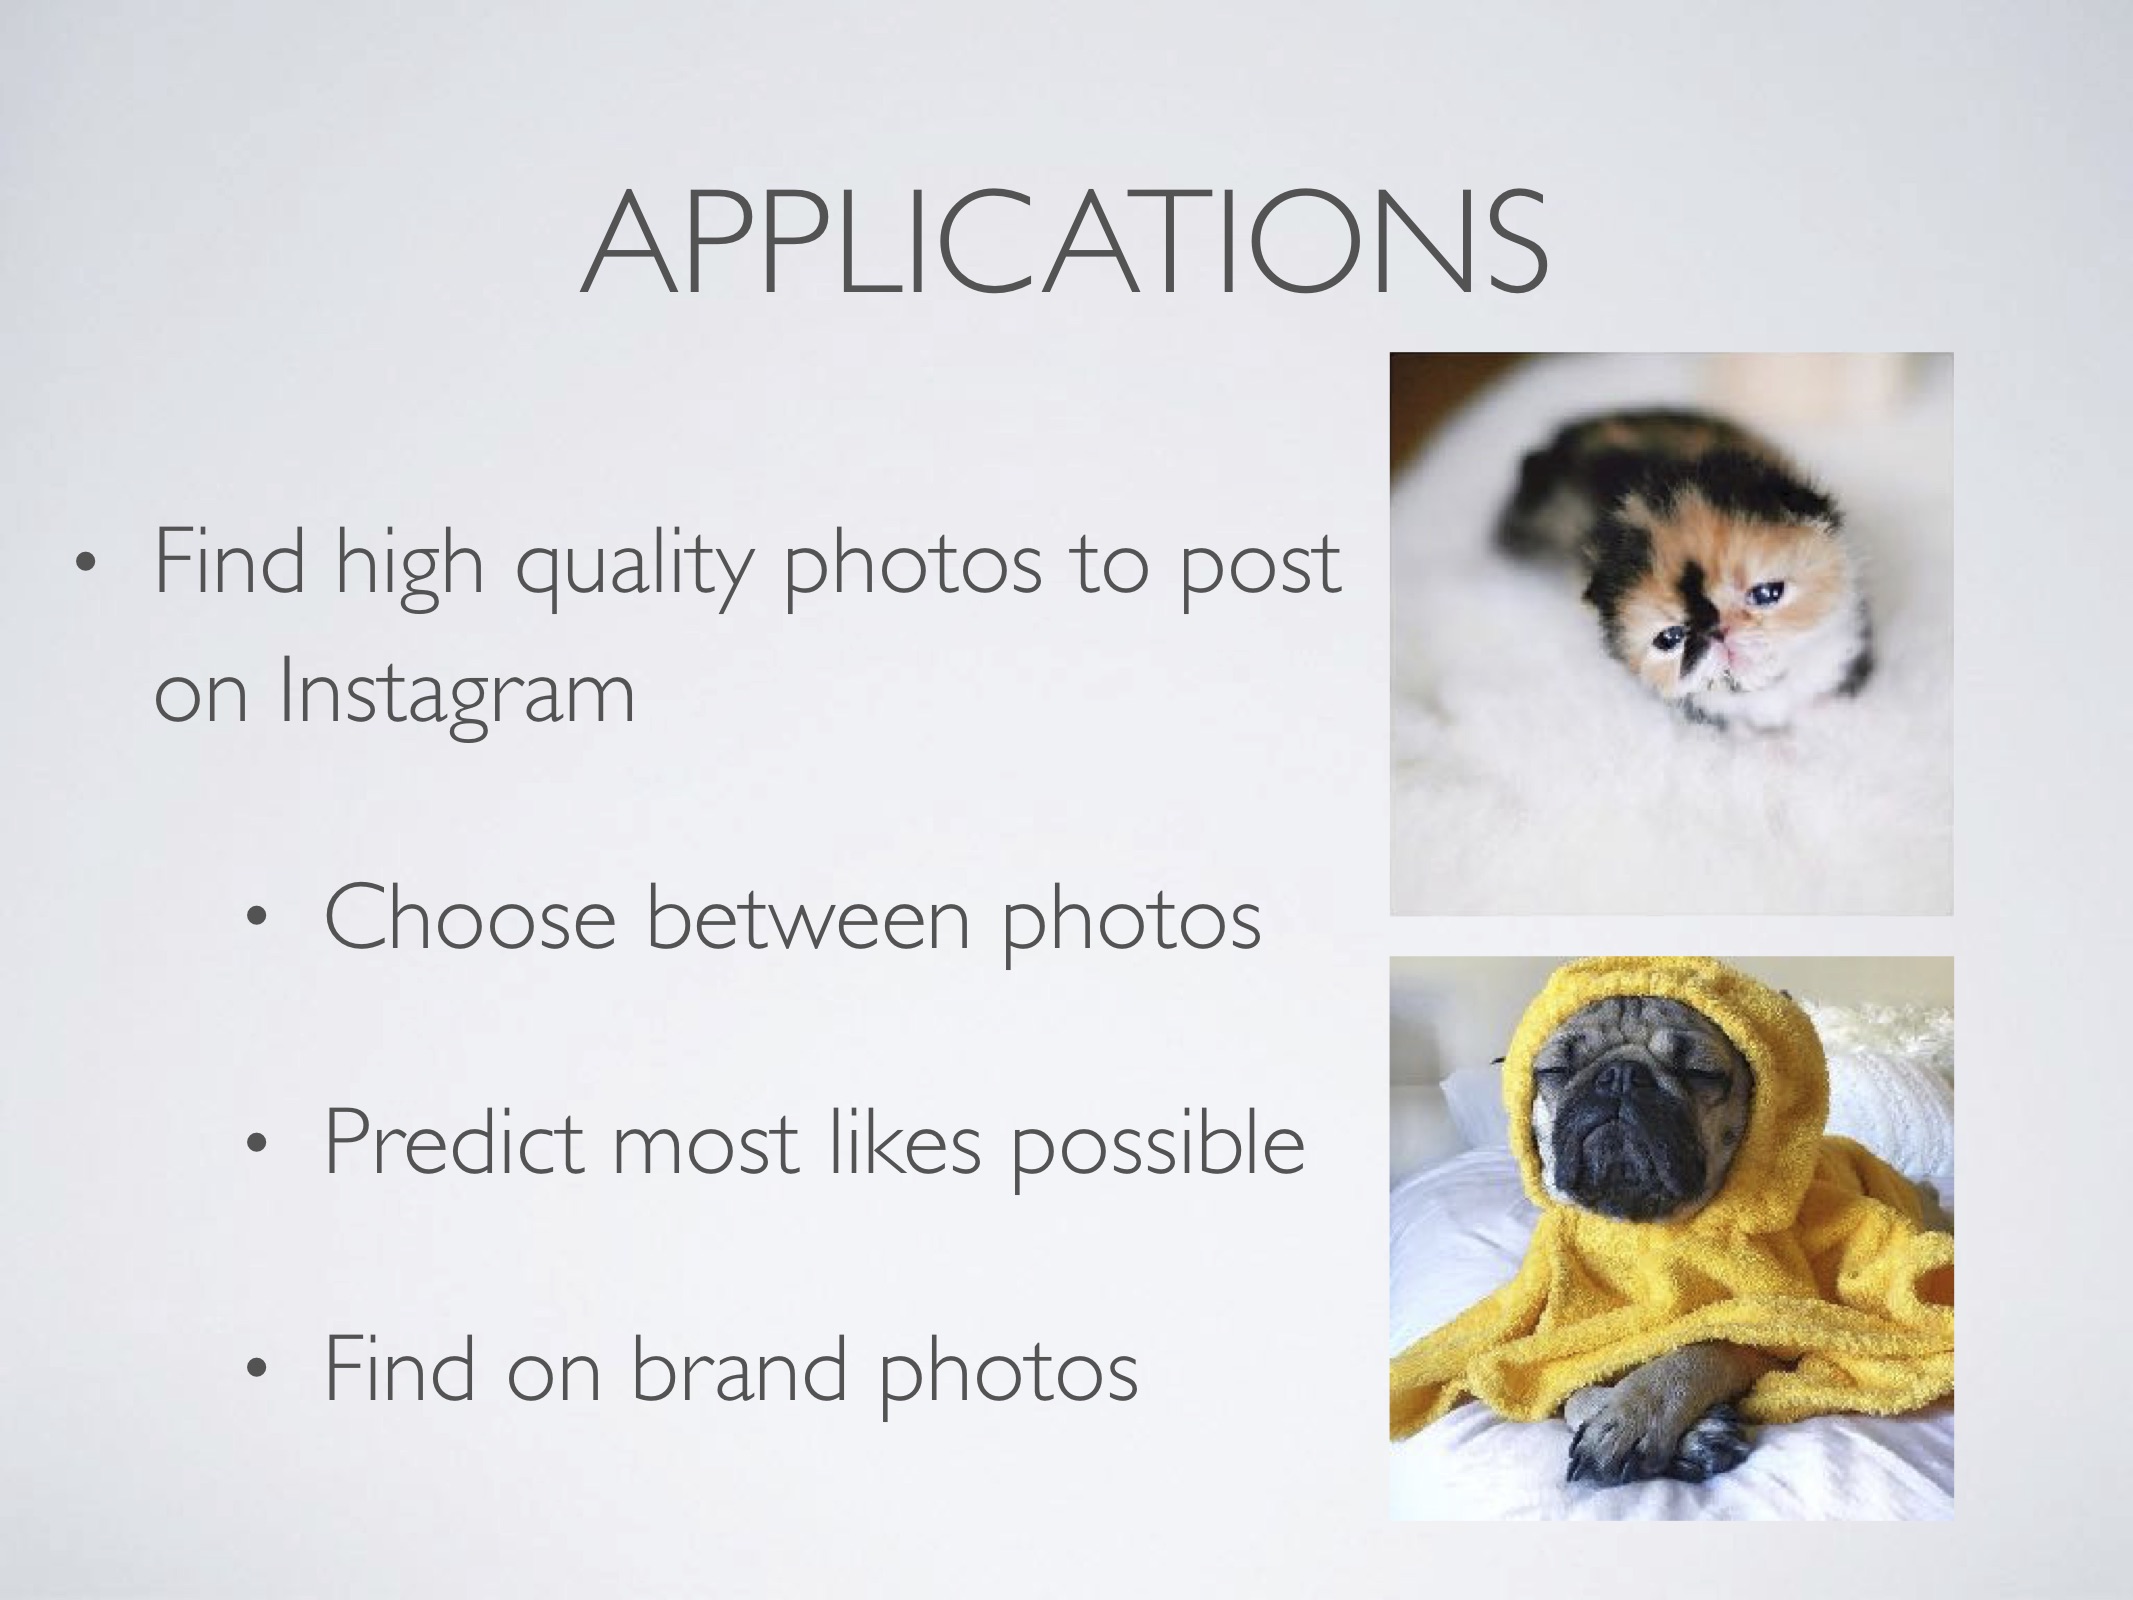 APPLICATIONS
• Find high quality photos to post
on Instagram
• Choose between photos
• Predict most likes possible
• Find on brand photos